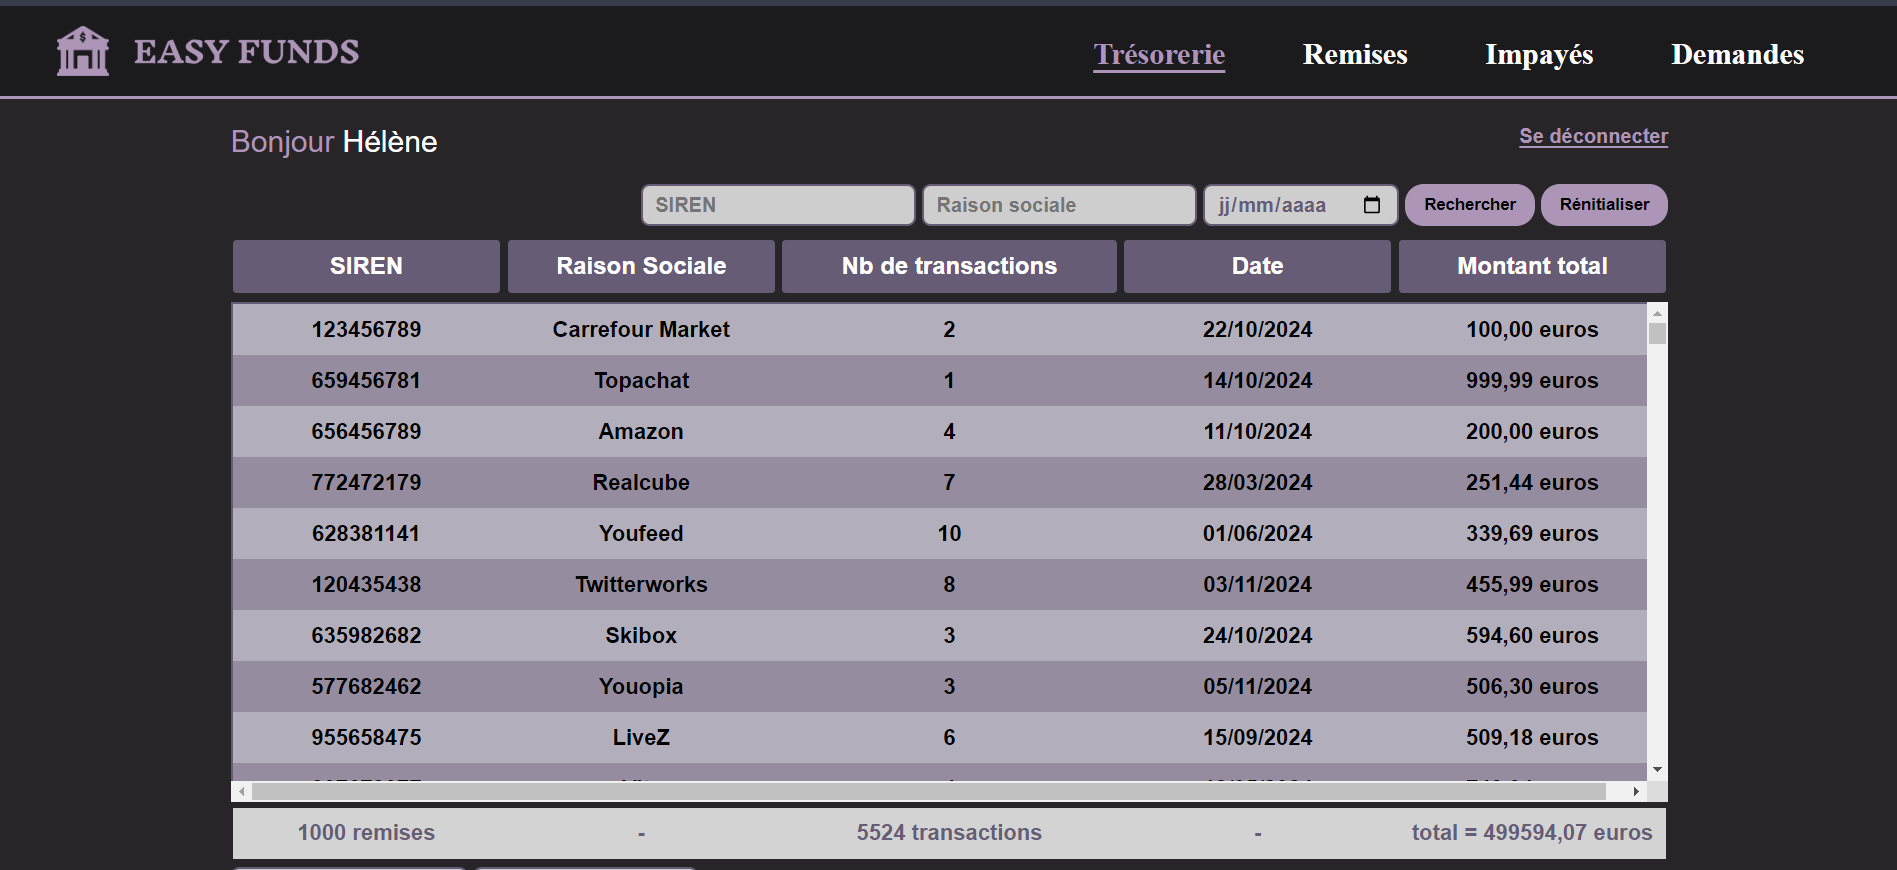 EASY FUNDS
Trésorerie Remises Impayés Demandes
Bonjour Hélène
Se déconnecter
SIREN Raison sociale jj/mm/aaaa Rechercher Rénitialiser
SIREN Raison Sociale Nb de transactions Date Montant total
123456789 Carrefour Market 2 22/10/2024 100,00 euros
659456781 Topachat 1 14/10/2024 999,99 euros
656456789 Amazon 4 11/10/2024 200,00 euros
772472179 Realcube 7 28/03/2024 251,44 euros
628381141 Youfeed 10 01/06/2024 339,69 euros
120435438 Twitterworks 8 03/11/2024 455,99 euros
635982682 Skibox 3 24/10/2024 594,60 euros
577682462 Youopia 3 05/11/2024 506,30 euros
955658475 LiveZ 6 15/09/2024 509,18 euros
1000 remises - 5524 transactions - total = 499594,07 euros